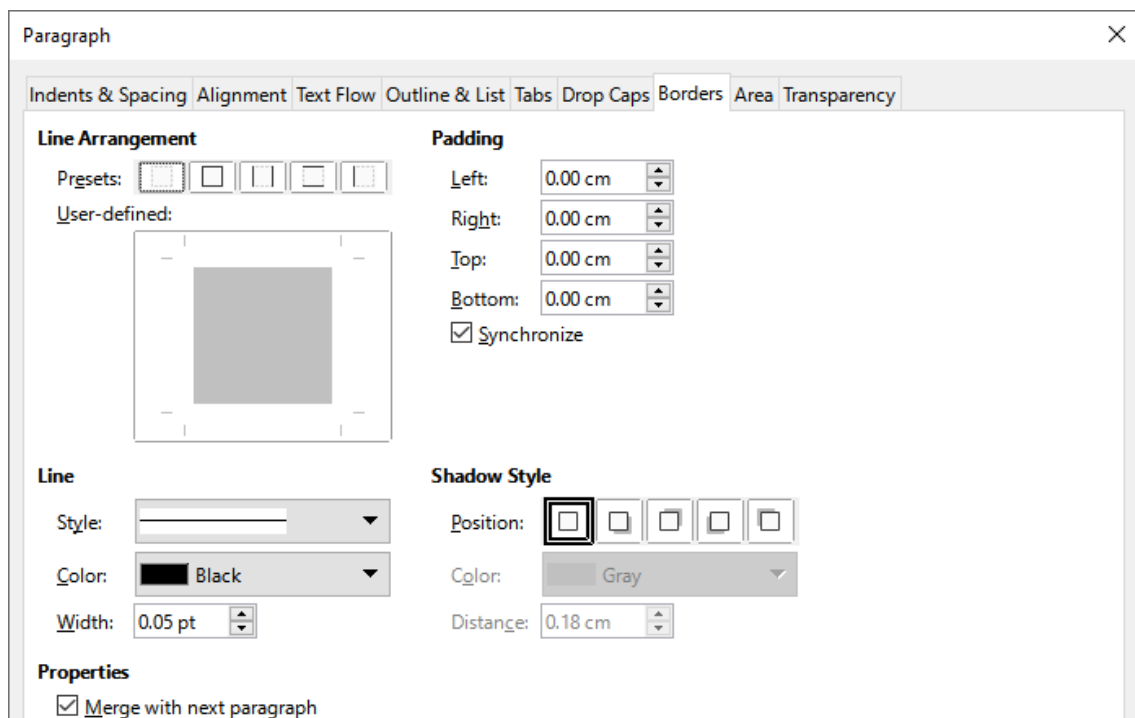 Paragraph
Indents & Spacing Alignment Text Flow Outline & List Tabs Drop Caps Borders Area Transparency
Line Arrangement
Presets:
User-defined:
Padding
Left: 0.00 cm
Right: 0.00 cm
Top: 0.00 cm
Bottom: 0.00 cm
Synchronize
Line
Style:
Color: Black
Width: 0.05 pt
Shadow Style
Position:
Color: Gray
Distance: 0.18 cm
Properties
Merge with next paragraph